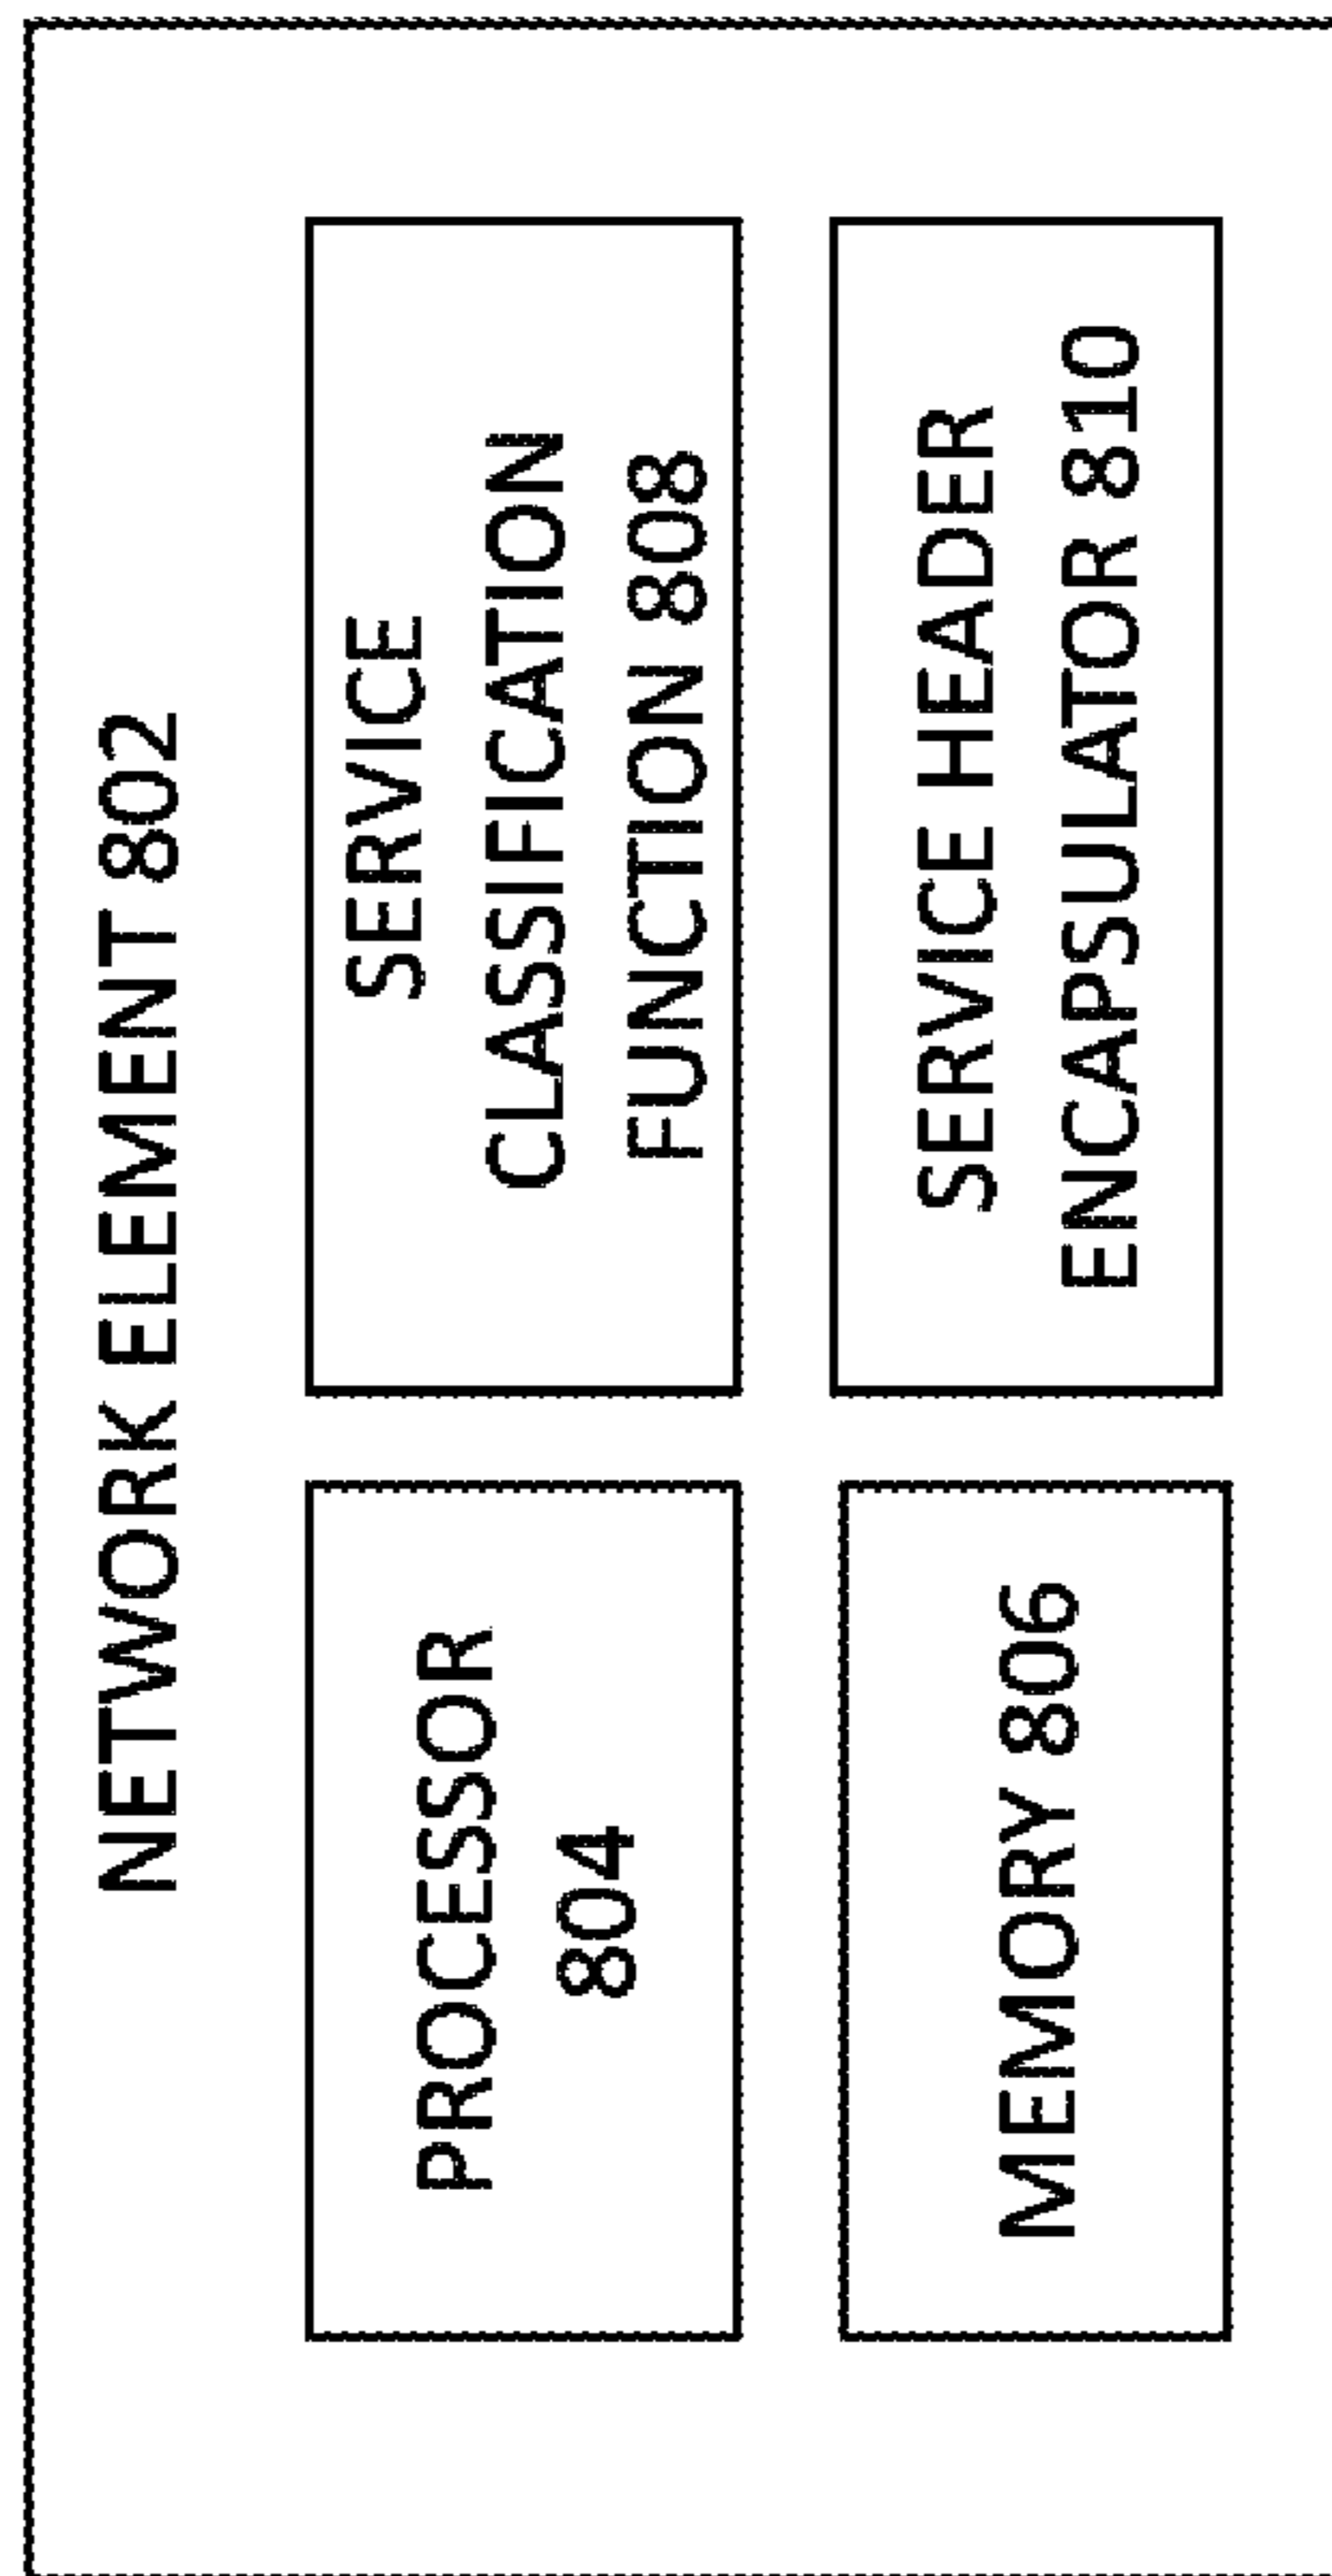 NETWORK ELEMENT 802
PROCESSOR
804
SERVICE
CLASSIFICATION
FUNCTION 808
MEMORY 806
SERVICE HEADER
ENCAPSULATOR 810